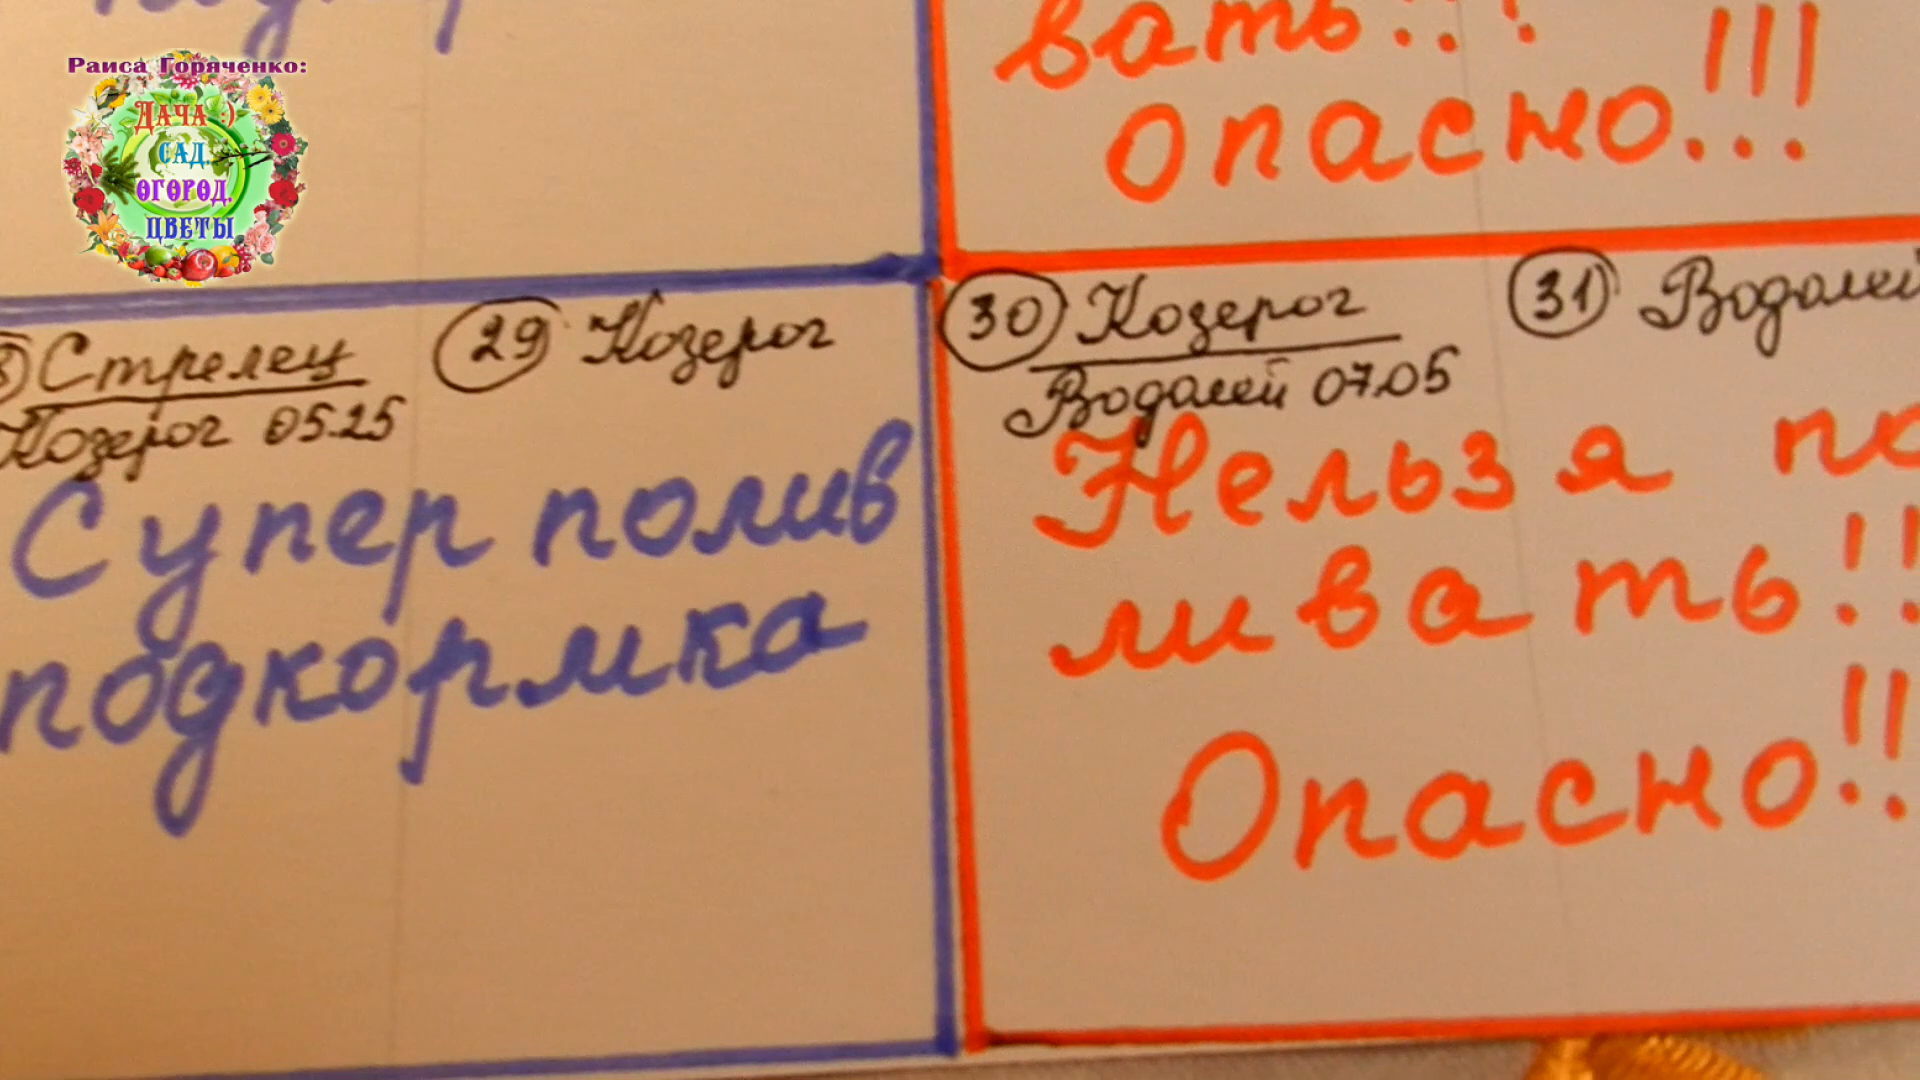 Раиса Горяченко:
Дача :)
САД,
ОГОРОД,
ЦВЕТЫ
вать!!!
опасно!!!
Стрелец
Козерог 05.25
29 Козерог
Супер полив
подкормка
30 Козерог
Водолей 07.05
31 Водолей
Нельзя по
ливать!!
Опасно!!